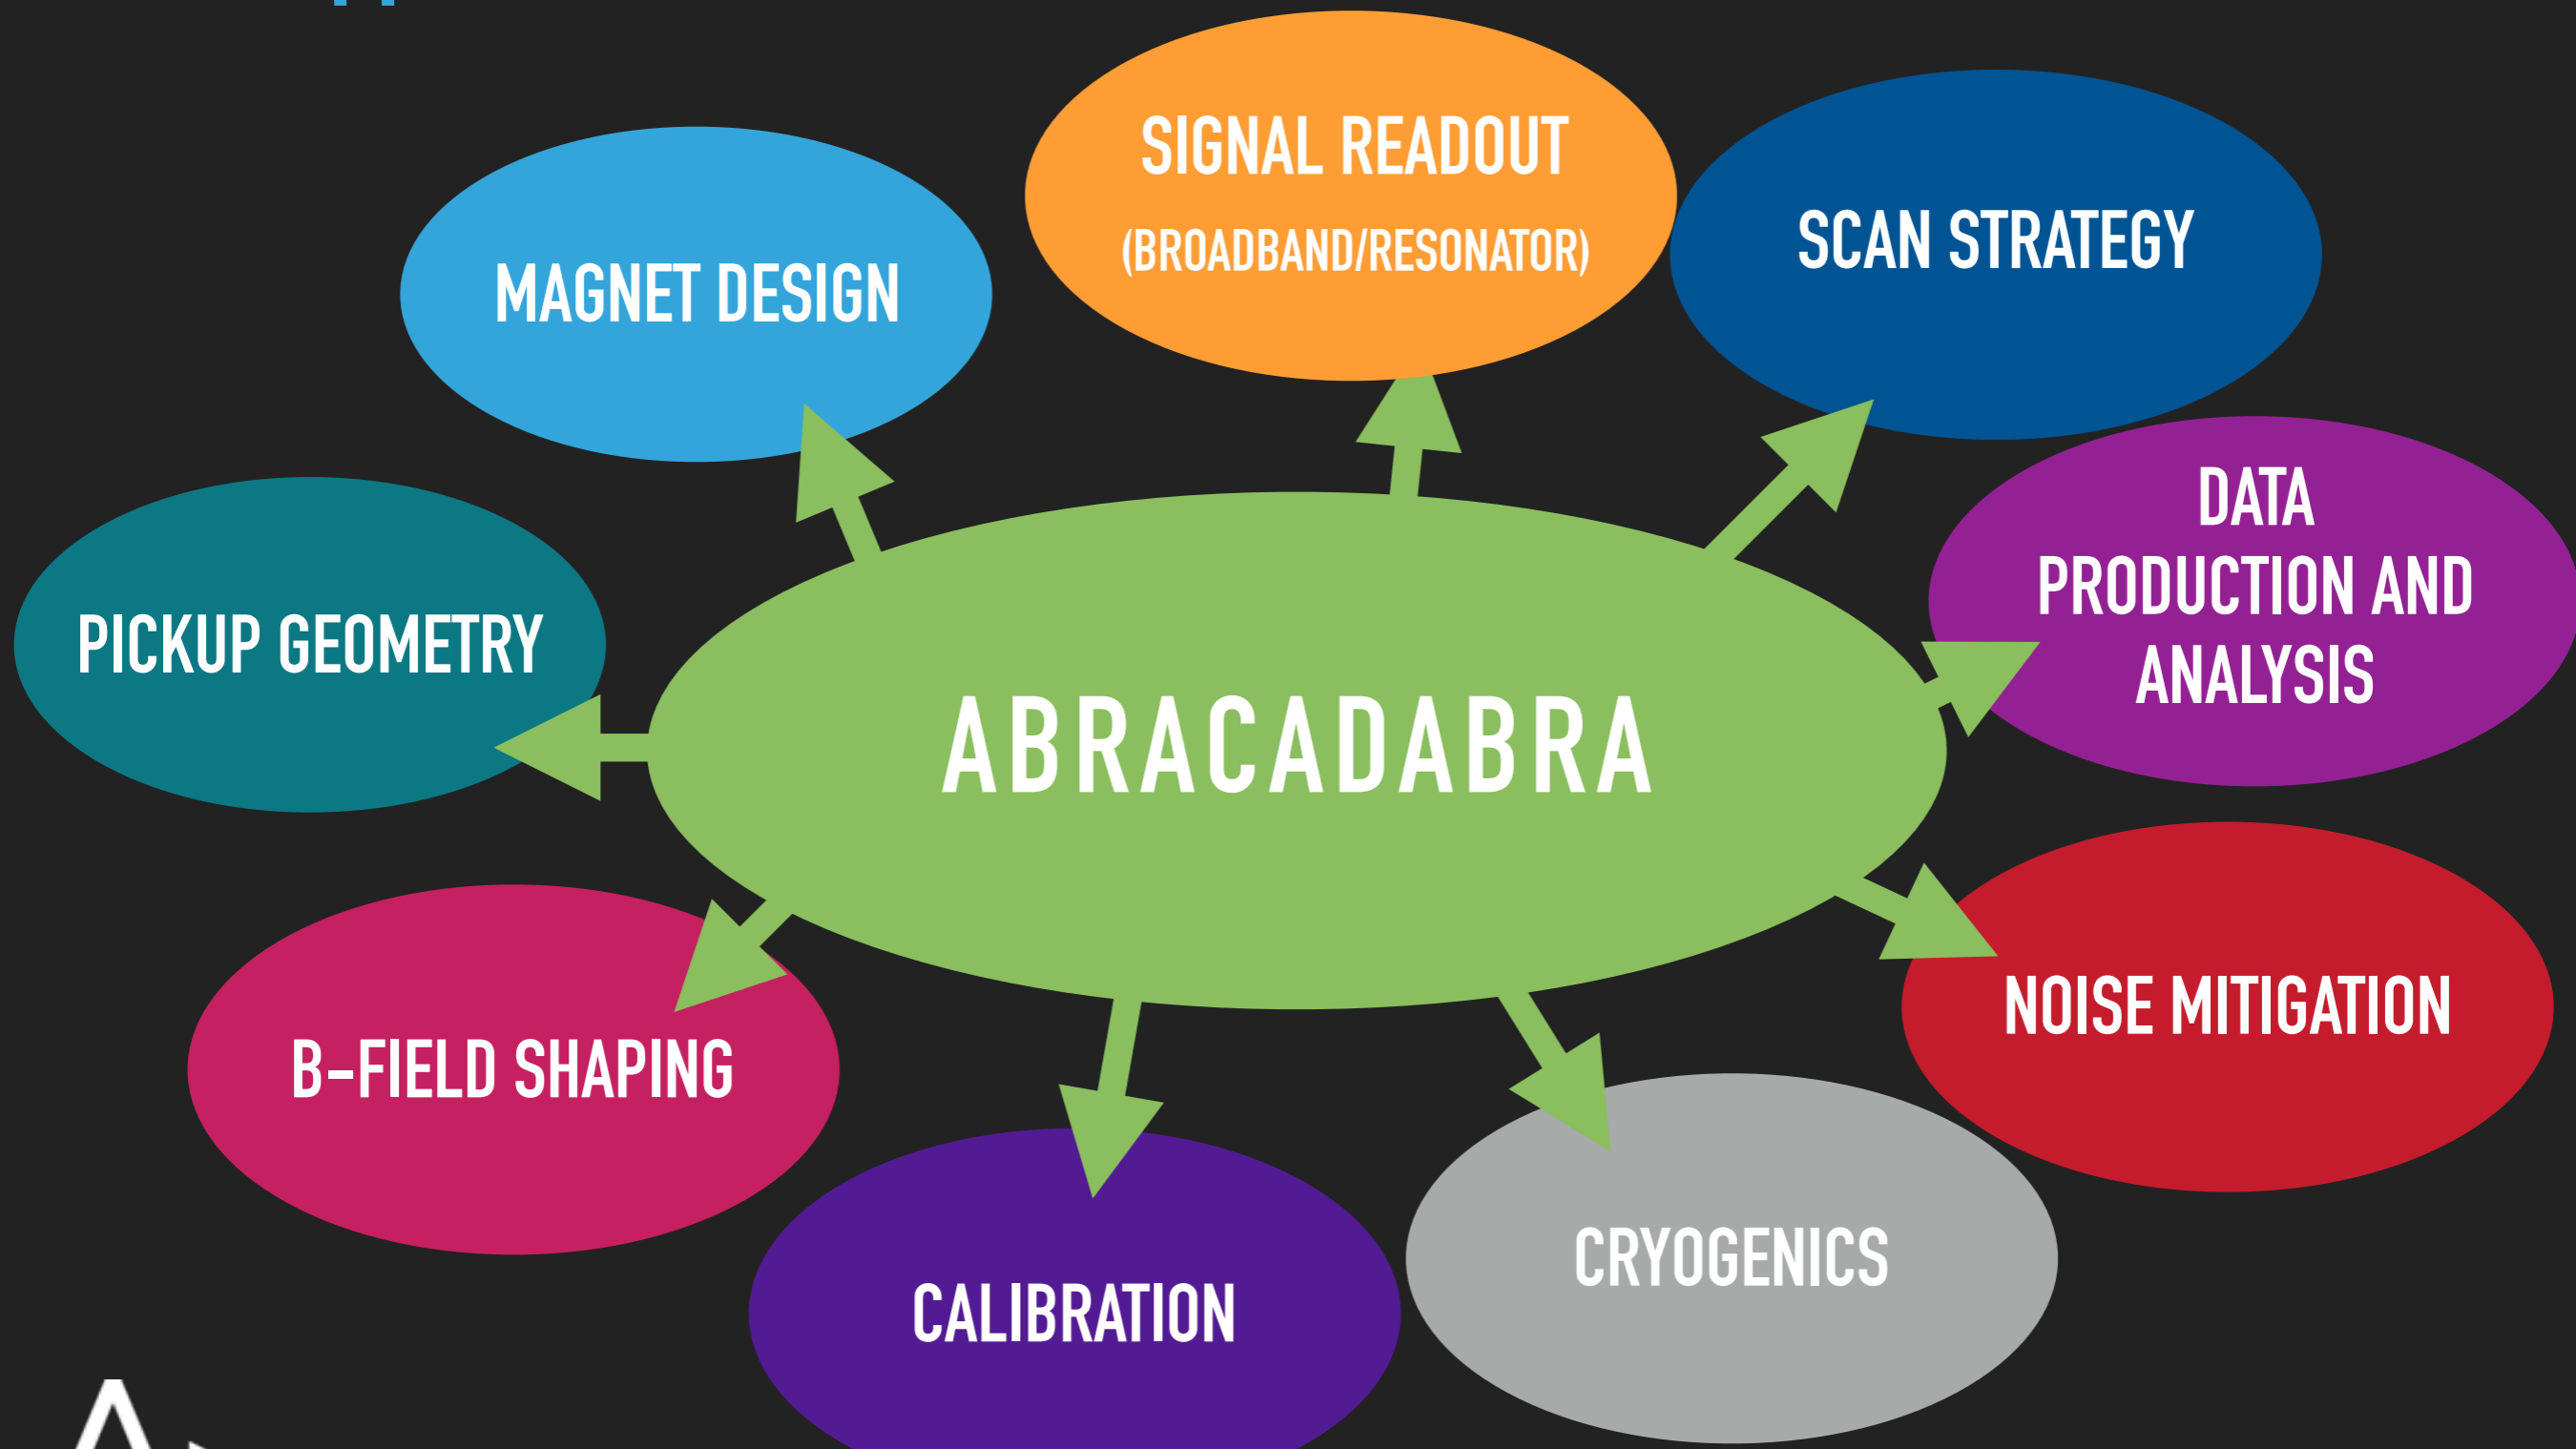 SIGNAL READOUT
(BROADBAND/RESONATOR)
SCAN STRATEGY
MAGNET DESIGN
DATA
PRODUCTION AND
ANALYSIS
PICKUP GEOMETRY
ABRACADABRA
NOISE MITIGATION
B-FIELD SHAPING
CRYOGENICS
CALIBRATION